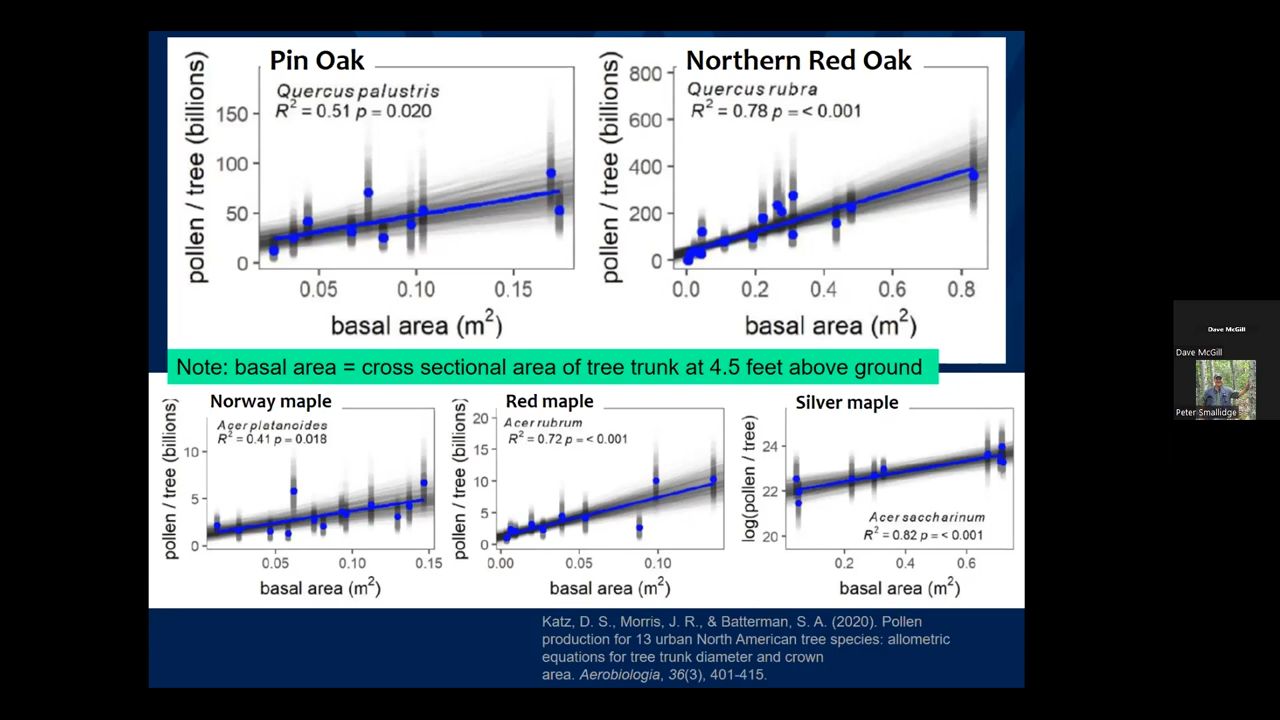 Pin Oak
Quercus palustris
R² = 0.51 p = 0.020
pollen / tree (billions)
150
100
50
0
0.05 0.10 0.15
basal area (m²)
Northern Red Oak
Quercus rubra
R² = 0.78 p = < 0.001
pollen / tree (billions)
800
600
400
200
0
0.0 0.2 0.4 0.6 0.8
basal area (m²)
Note: basal area = cross sectional area of tree trunk at 4.5 feet above ground
Norway maple
Acer platanoides
R² = 0.41 p = 0.018
pollen / tree (billions)
10
5
0
0.05 0.10 0.15
basal area (m²)
Red maple
Acer rubrum
R² = 0.72 p = < 0.001
pollen / tree (billions)
20
15
10
5
0
0.00 0.05 0.10
basal area (m²)
Silver maple
log(pollen / tree)
24
22
20
Acer saccharinum
R² = 0.82 p = < 0.001
0.2 0.4 0.6
basal area (m²)
Katz, D. S., Morris, J. R., & Batterman, S. A. (2020). Pollen
production for 13 urban North American tree species: allometric
equations for tree trunk diameter and crown
area. Aerobiologia, 36(3), 401-415.
Dave McGill
Dave McGill
Peter Smallidge